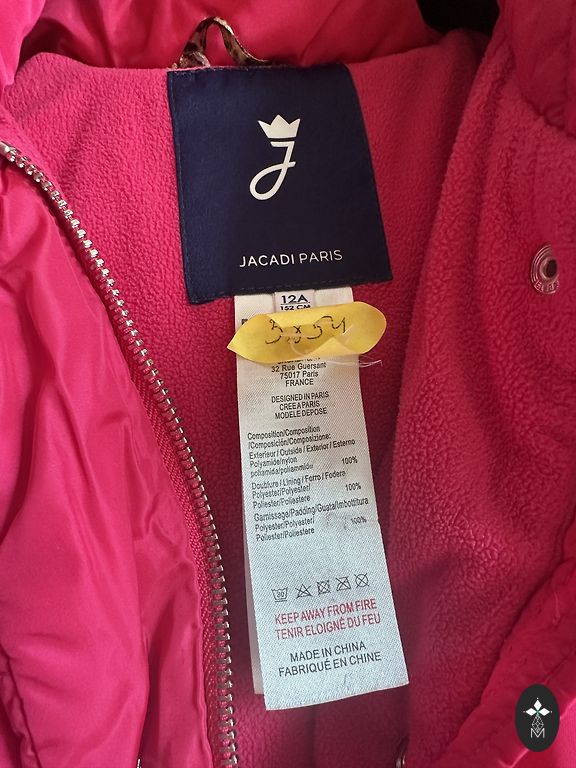 J
JACADI PARIS
12A
152 CM
32 Rue Guersant
75017 Paris
FRANCE
DESIGNED IN PARIS
CREE A PARIS
MODELE DEPOSE
Composition/Composition
/Composición/Composizione:
Exterieur / Outside / Exterior / Esterno
Polyamide/nylon
poliamida/poliammide 100%
Doublure / Lining / Forro / Fodera
Polyester/Polyester/
Poliester/Poliestere 100%
Garnissage/Padding/Guata/Imbottitura
Polyester/Polyester/
Poliester/Poliestere 100%
30
KEEP AWAY FROM FIRE
TENIR ELOIGNÉ DU FEU
MADE IN CHINA
FABRIQUÉ EN CHINE
M